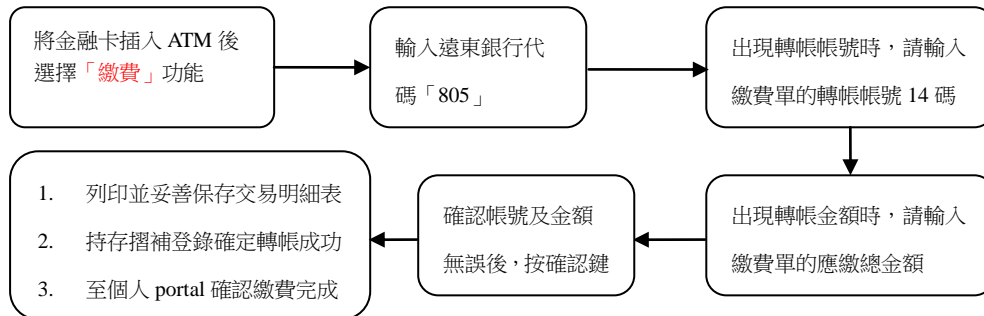 將金融卡插入 ATM 後
選擇「繳費」功能
輸入遠東銀行代
碼「805」
出現轉帳帳號時，請輸入
繳費單的轉帳帳號 14 碼
出現轉帳金額時，請輸入
繳費單的應繳總金額
確認帳號及金額
無誤後，按確認鍵
1. 列印並妥善保存交易明細表
2. 持存摺補登錄確定轉帳成功
3. 至個人 portal 確認繳費完成